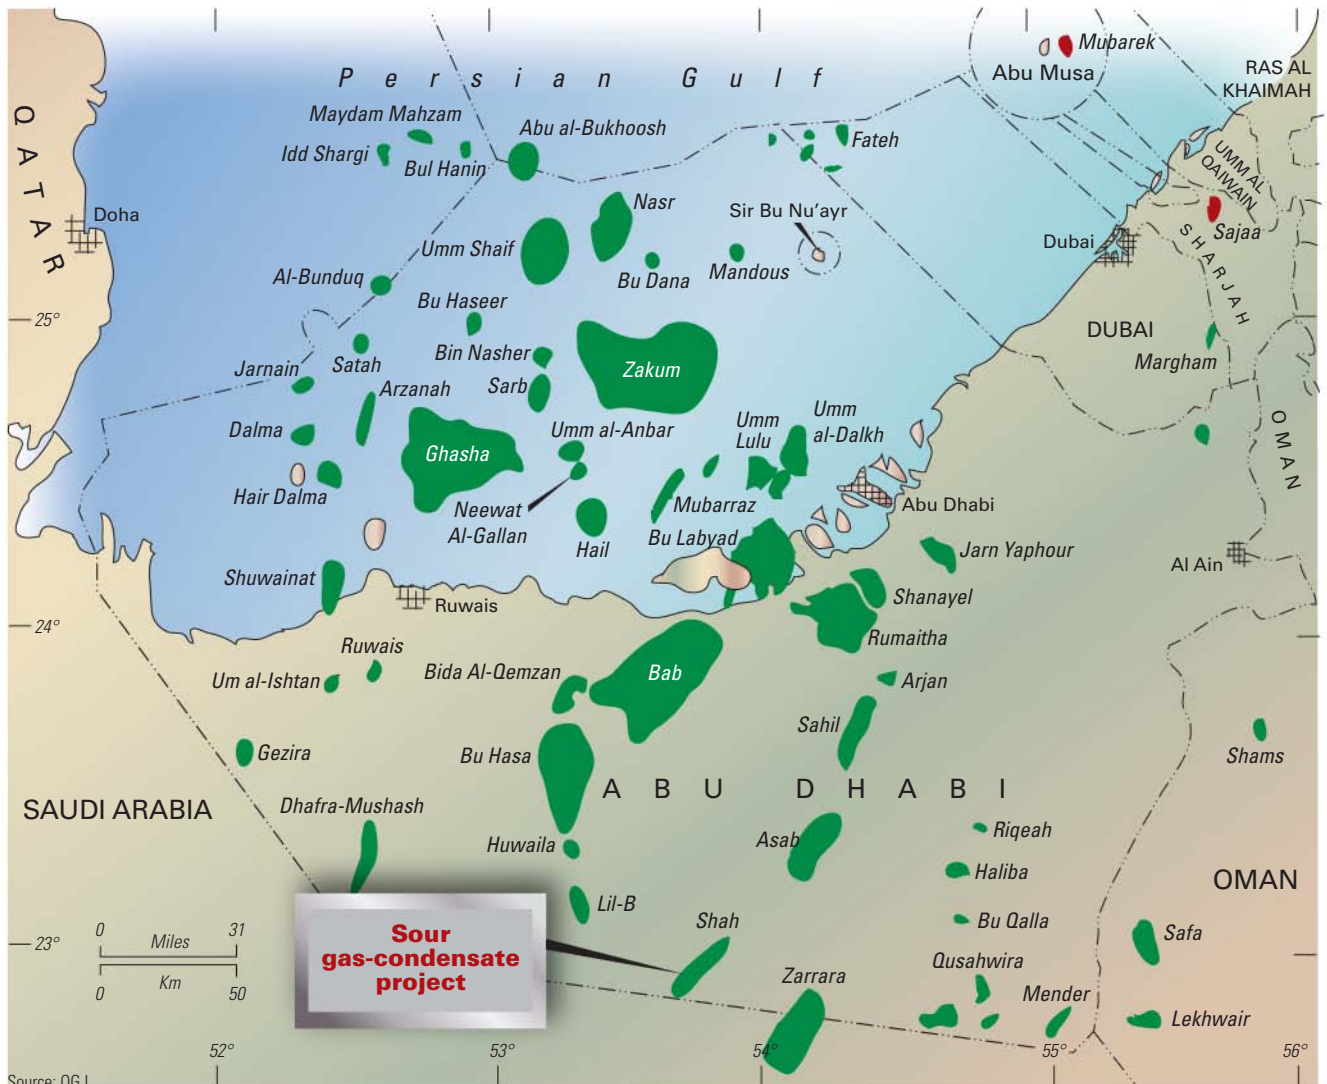 Mubarek
Abu Musa
RAS AL
KHAIMAH
Persian Gulf
QATAR
Maydam Mahzam
Abu al-Bukhoosh
Idd Shargi
Bul Hanin
Fateh
UMM AL
QAIWAIN
Doha
Nasr
Sir Bu Nu’ayr
Umm Shaif
Dubai
Sajaa
SHARJAH
Al-Bunduq
Bu Dana
Mandous
Bu Haseer
25°
DUBAI
Satah
Bin Nasher
Zakum
Margham
Jarnain
Arzanah
Sarb
Dalma
Ghasha
Umm al-Anbar
Umm
Lulu
Umm
al-Dalkh
OMAN
Hair Dalma
Neewat
Al-Gallan
Hail
Mubarraz
Bu Labyad
Abu Dhabi
Jarn Yaphour
Al Ain
Shuwainat
Ruwais
Shanayel
24°
Rumaitha
Ruwais
Um al-Ishtan
Bida Al-Qemzan
Bab
Arjan
Sahil
Gezira
Bu Hasa
Shams
ABU DHABI
SAUDI ARABIA
Dhafra-Mushash
Huwaila
Asab
Riqeah
Haliba
OMAN
Lil-B
Shah
Bu Qalla
Safa
0 31
Miles
Km
0 50
23°
Sour
gas-condensate
project
Zarrara
Qusahwira
Mender
Lekhwair
52° 53° 54° 55° 56°
Source: OGJ